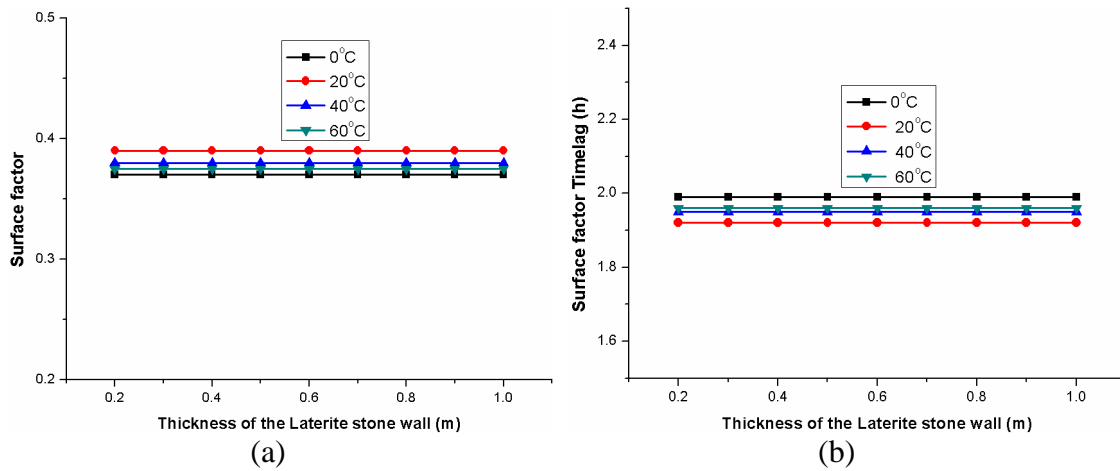 0.5
0.4
0.3
0.2
Surface factor
0°C
20°C
40°C
60°C
0.2 0.4 0.6 0.8 1.0
Thickness of the Laterite stone wall (m)
(a)
2.4
2.2
2.0
1.8
1.6
Surface factor Timelag (h)
0°C
20°C
40°C
60°C
0.2 0.4 0.6 0.8 1.0
Thickness of the Laterite stone wall (m)
(b)